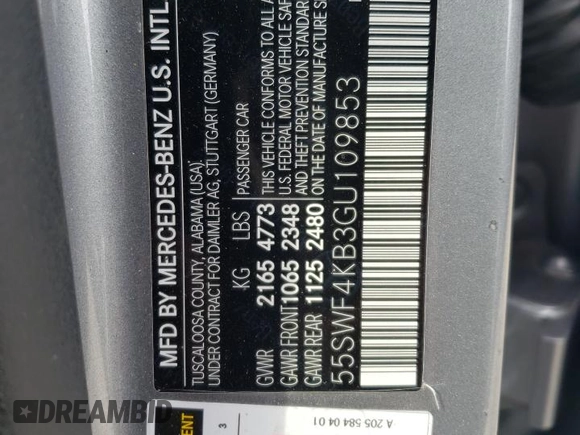 MFD BY MERCEDES-BENZ U.S. INTL
TUSCALOOSA COUNTY, ALABAMA (USA)
UNDER CONTRACT FOR DAIMLER AG, STUTTGART (GERMANY)
KG LBS PASSENGER CAR
GVWR 2165 4773 THIS VEHICLE CONFORMS TO ALL A
GAWR FRONT 1065 2348 U.S. FEDERAL MOTOR VEHICLE SAF
GAWR REAR 1125 2480 AND THEFT PREVENTION STANDAR
ON THE DATE OF MANUFACTURE
55SWF4KB3GU109853
A 205 584 04 01
3
ENT
DREAMBID